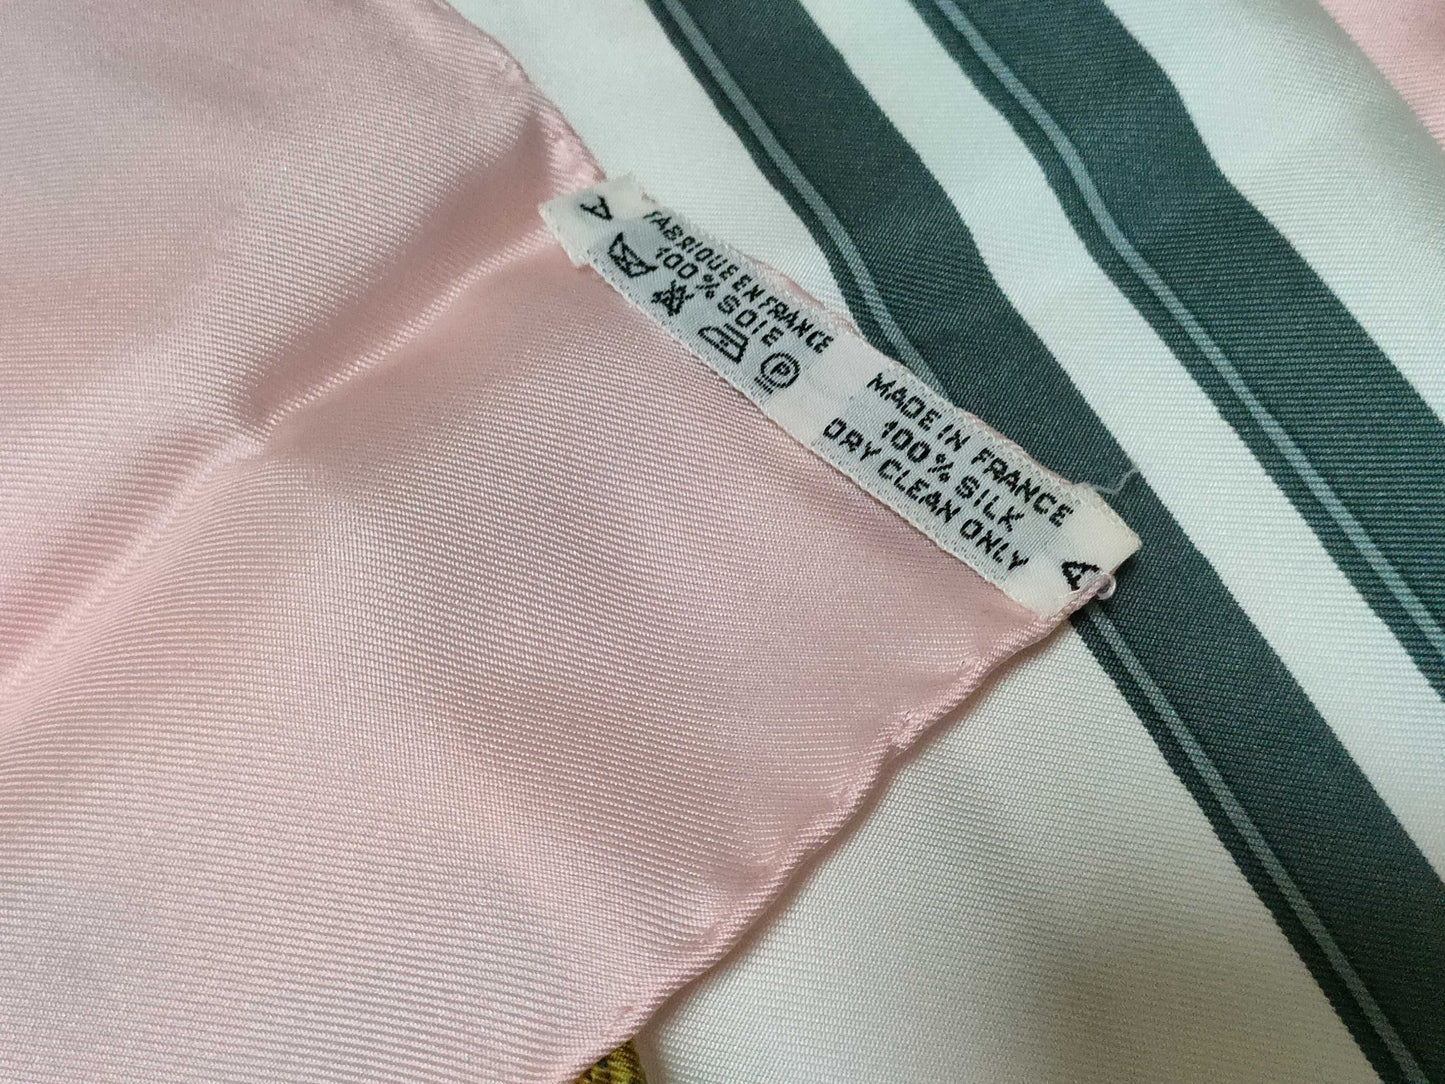 A
FABRIQUE EN FRANCE
100% SOIE
P
MADE IN FRANCE
100% SILK
DRY CLEAN ONLY
A